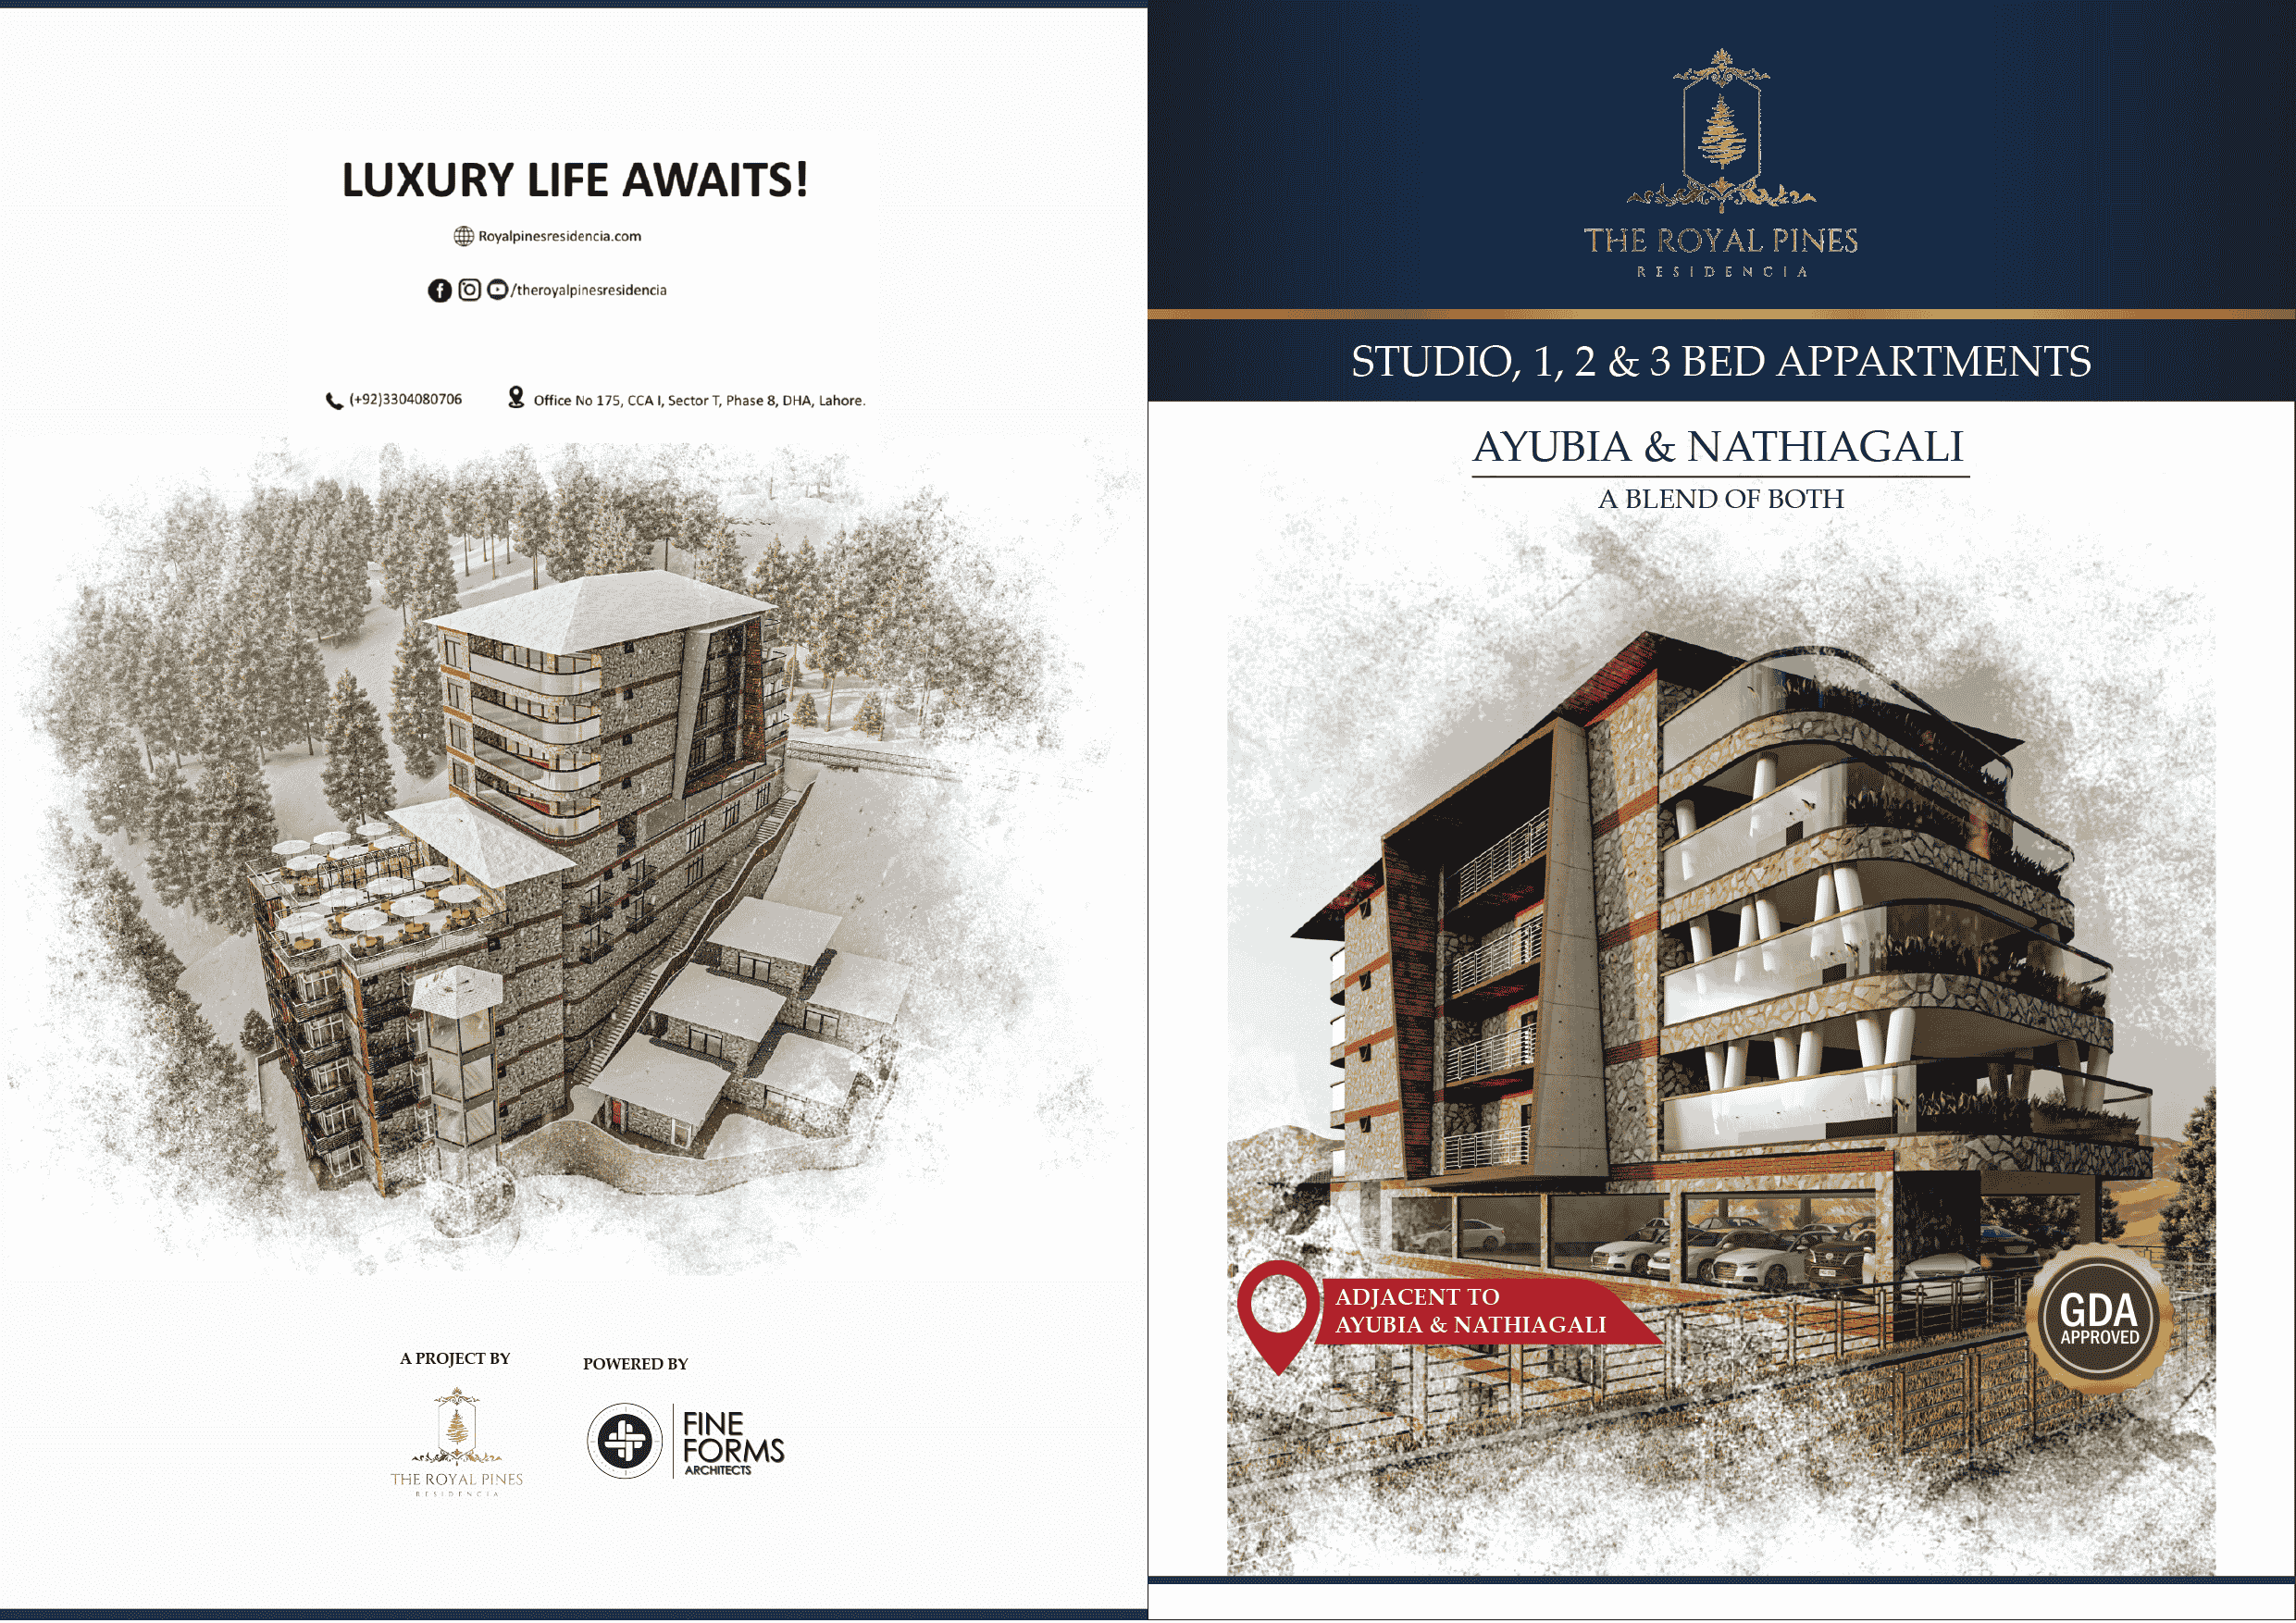 LUXURY LIFE AWAITS!
Royalpinesresidencia.com
/theroyalpinesresidencia
(+92)3304080706
Office No 175, CCA I, Sector T, Phase 8, DHA, Lahore.
A PROJECT BY
THE ROYAL PINES
RESIDENCIA
POWERED BY
FINE
FORMS
ARCHITECTS
THE ROYAL PINES
RESIDENCIA
STUDIO, 1, 2 & 3 BED APPARTMENTS
AYUBIA & NATHIAGALI
A BLEND OF BOTH
ADJACENT TO
AYUBIA & NATHIAGALI
GDA
APPROVED